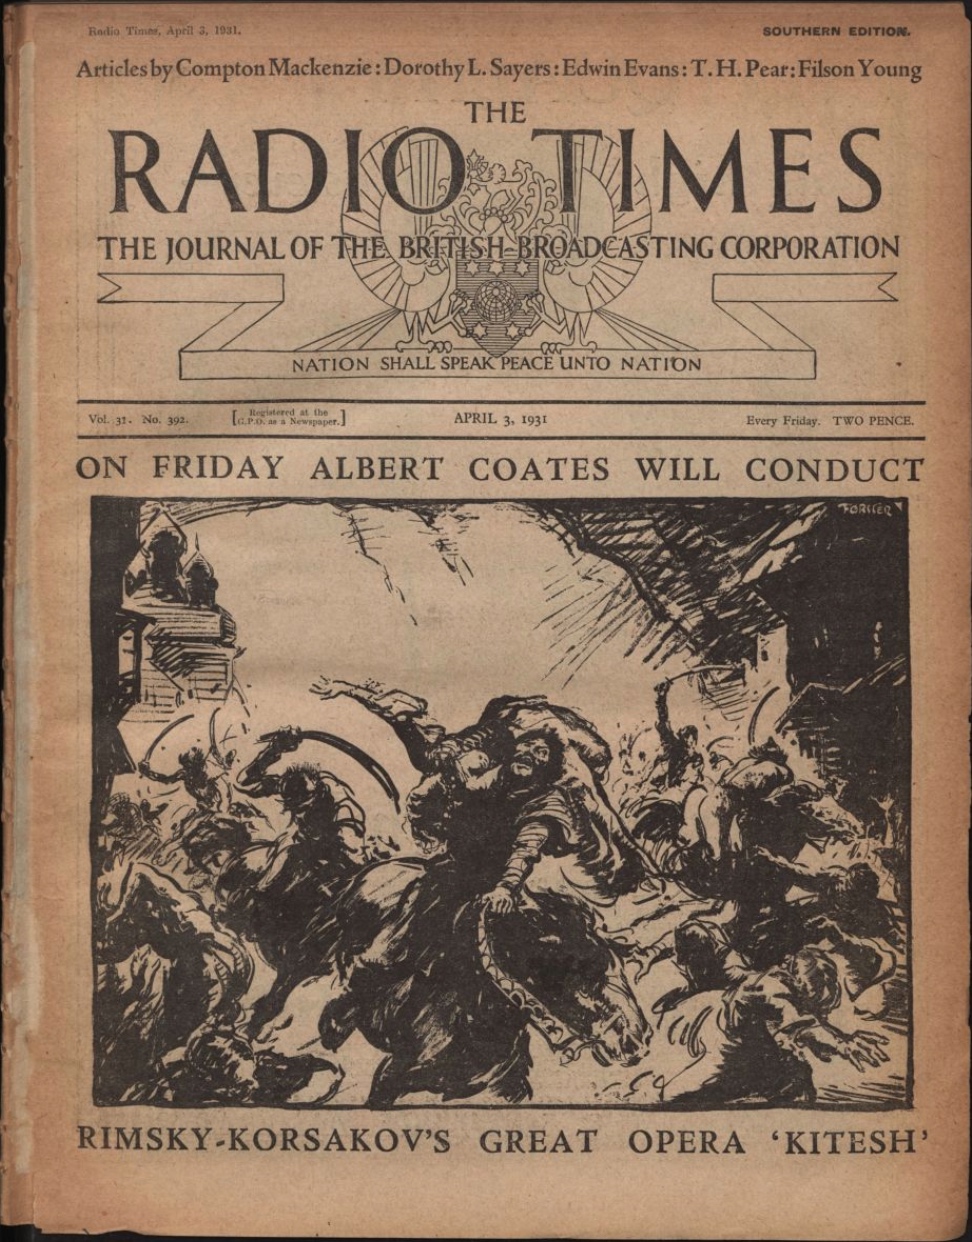 Radio Times, April 3, 1931.
SOUTHERN EDITION.
Articles by Compton Mackenzie : Dorothy L. Sayers : Edwin Evans : T. H. Pear : Filson Young
THE
RADIO TIMES
THE JOURNAL OF THE BRITISH BROADCASTING CORPORATION
NATION SHALL SPEAK PEACE UNTO NATION
Vol. 31. No. 392.
[Registered at the
G.P.O. as a Newspaper.]
APRIL 3, 1931
Every Friday. TWO PENCE.
ON FRIDAY ALBERT COATES WILL CONDUCT
RIMSKY-KORSAKOV'S GREAT OPERA 'KITESH'